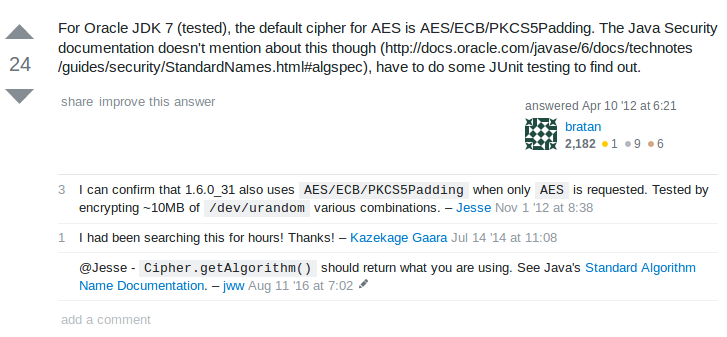 For Oracle JDK 7 (tested), the default cipher for AES is AES/ECB/PKCS5Padding. The Java Security
documentation doesn't mention about this though (http://docs.oracle.com/javase/6/docs/technotes
24
/guides/security/StandardNames.html#algspec), have to do some JUnit testing to find out.
share improve this answer
answered Apr 10 '12 at 6:21
bratan
2,182 1 9 6
3 I can confirm that 1.6.0_31 also uses AES/ECB/PKCS5Padding when only AES is requested. Tested by
encrypting ~10MB of /dev/urandom various combinations. – Jesse Nov 1 '12 at 8:38
1 I had been searching this for hours! Thanks! – Kazekage Gaara Jul 14 '14 at 11:08
@Jesse - Cipher.getAlgorithm() should return what you are using. See Java's Standard Algorithm
Name Documentation. – jww Aug 11 '16 at 7:02
add a comment